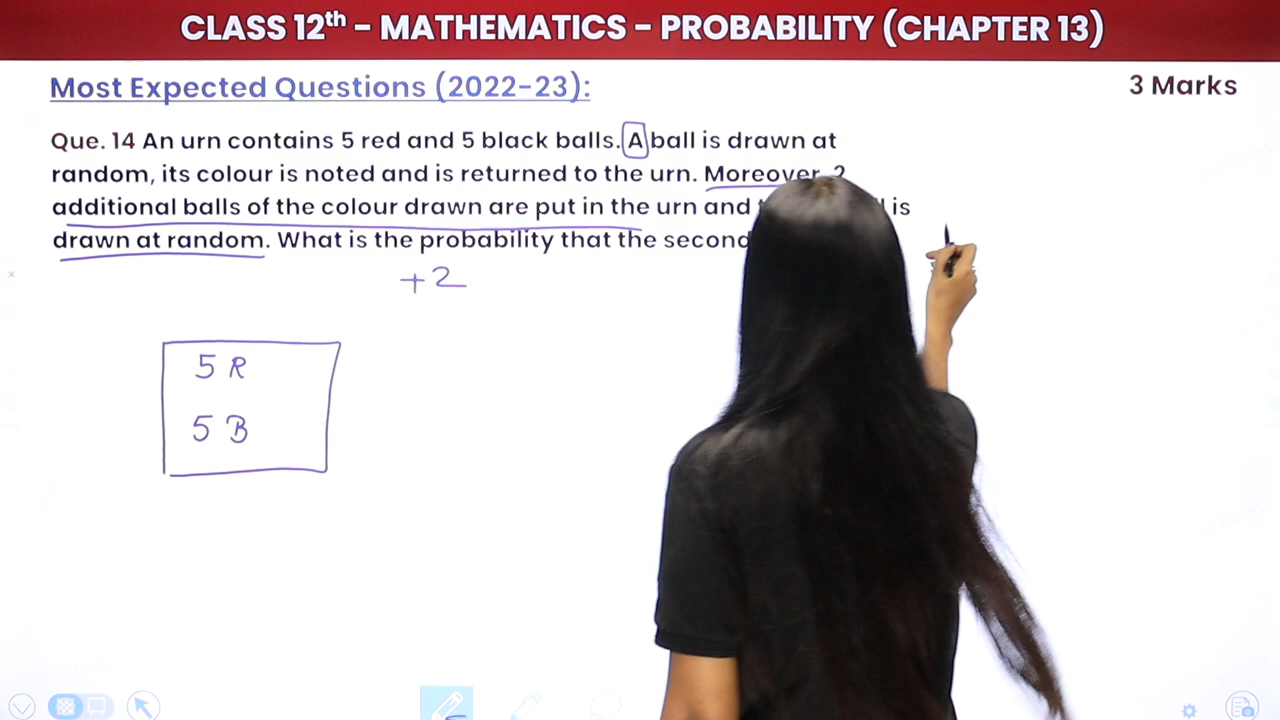 CLASS 12th - MATHEMATICS - PROBABILITY (CHAPTER 13)
Most Expected Questions (2022-23):
3 Marks
Que. 14 An urn contains 5 red and 5 black balls. A ball is drawn at
random, its colour is noted and is returned to the urn. Moreover, 2
additional balls of the colour drawn are put in the urn and is
drawn at random. What is the probability that the second
+2
5 R
5 B